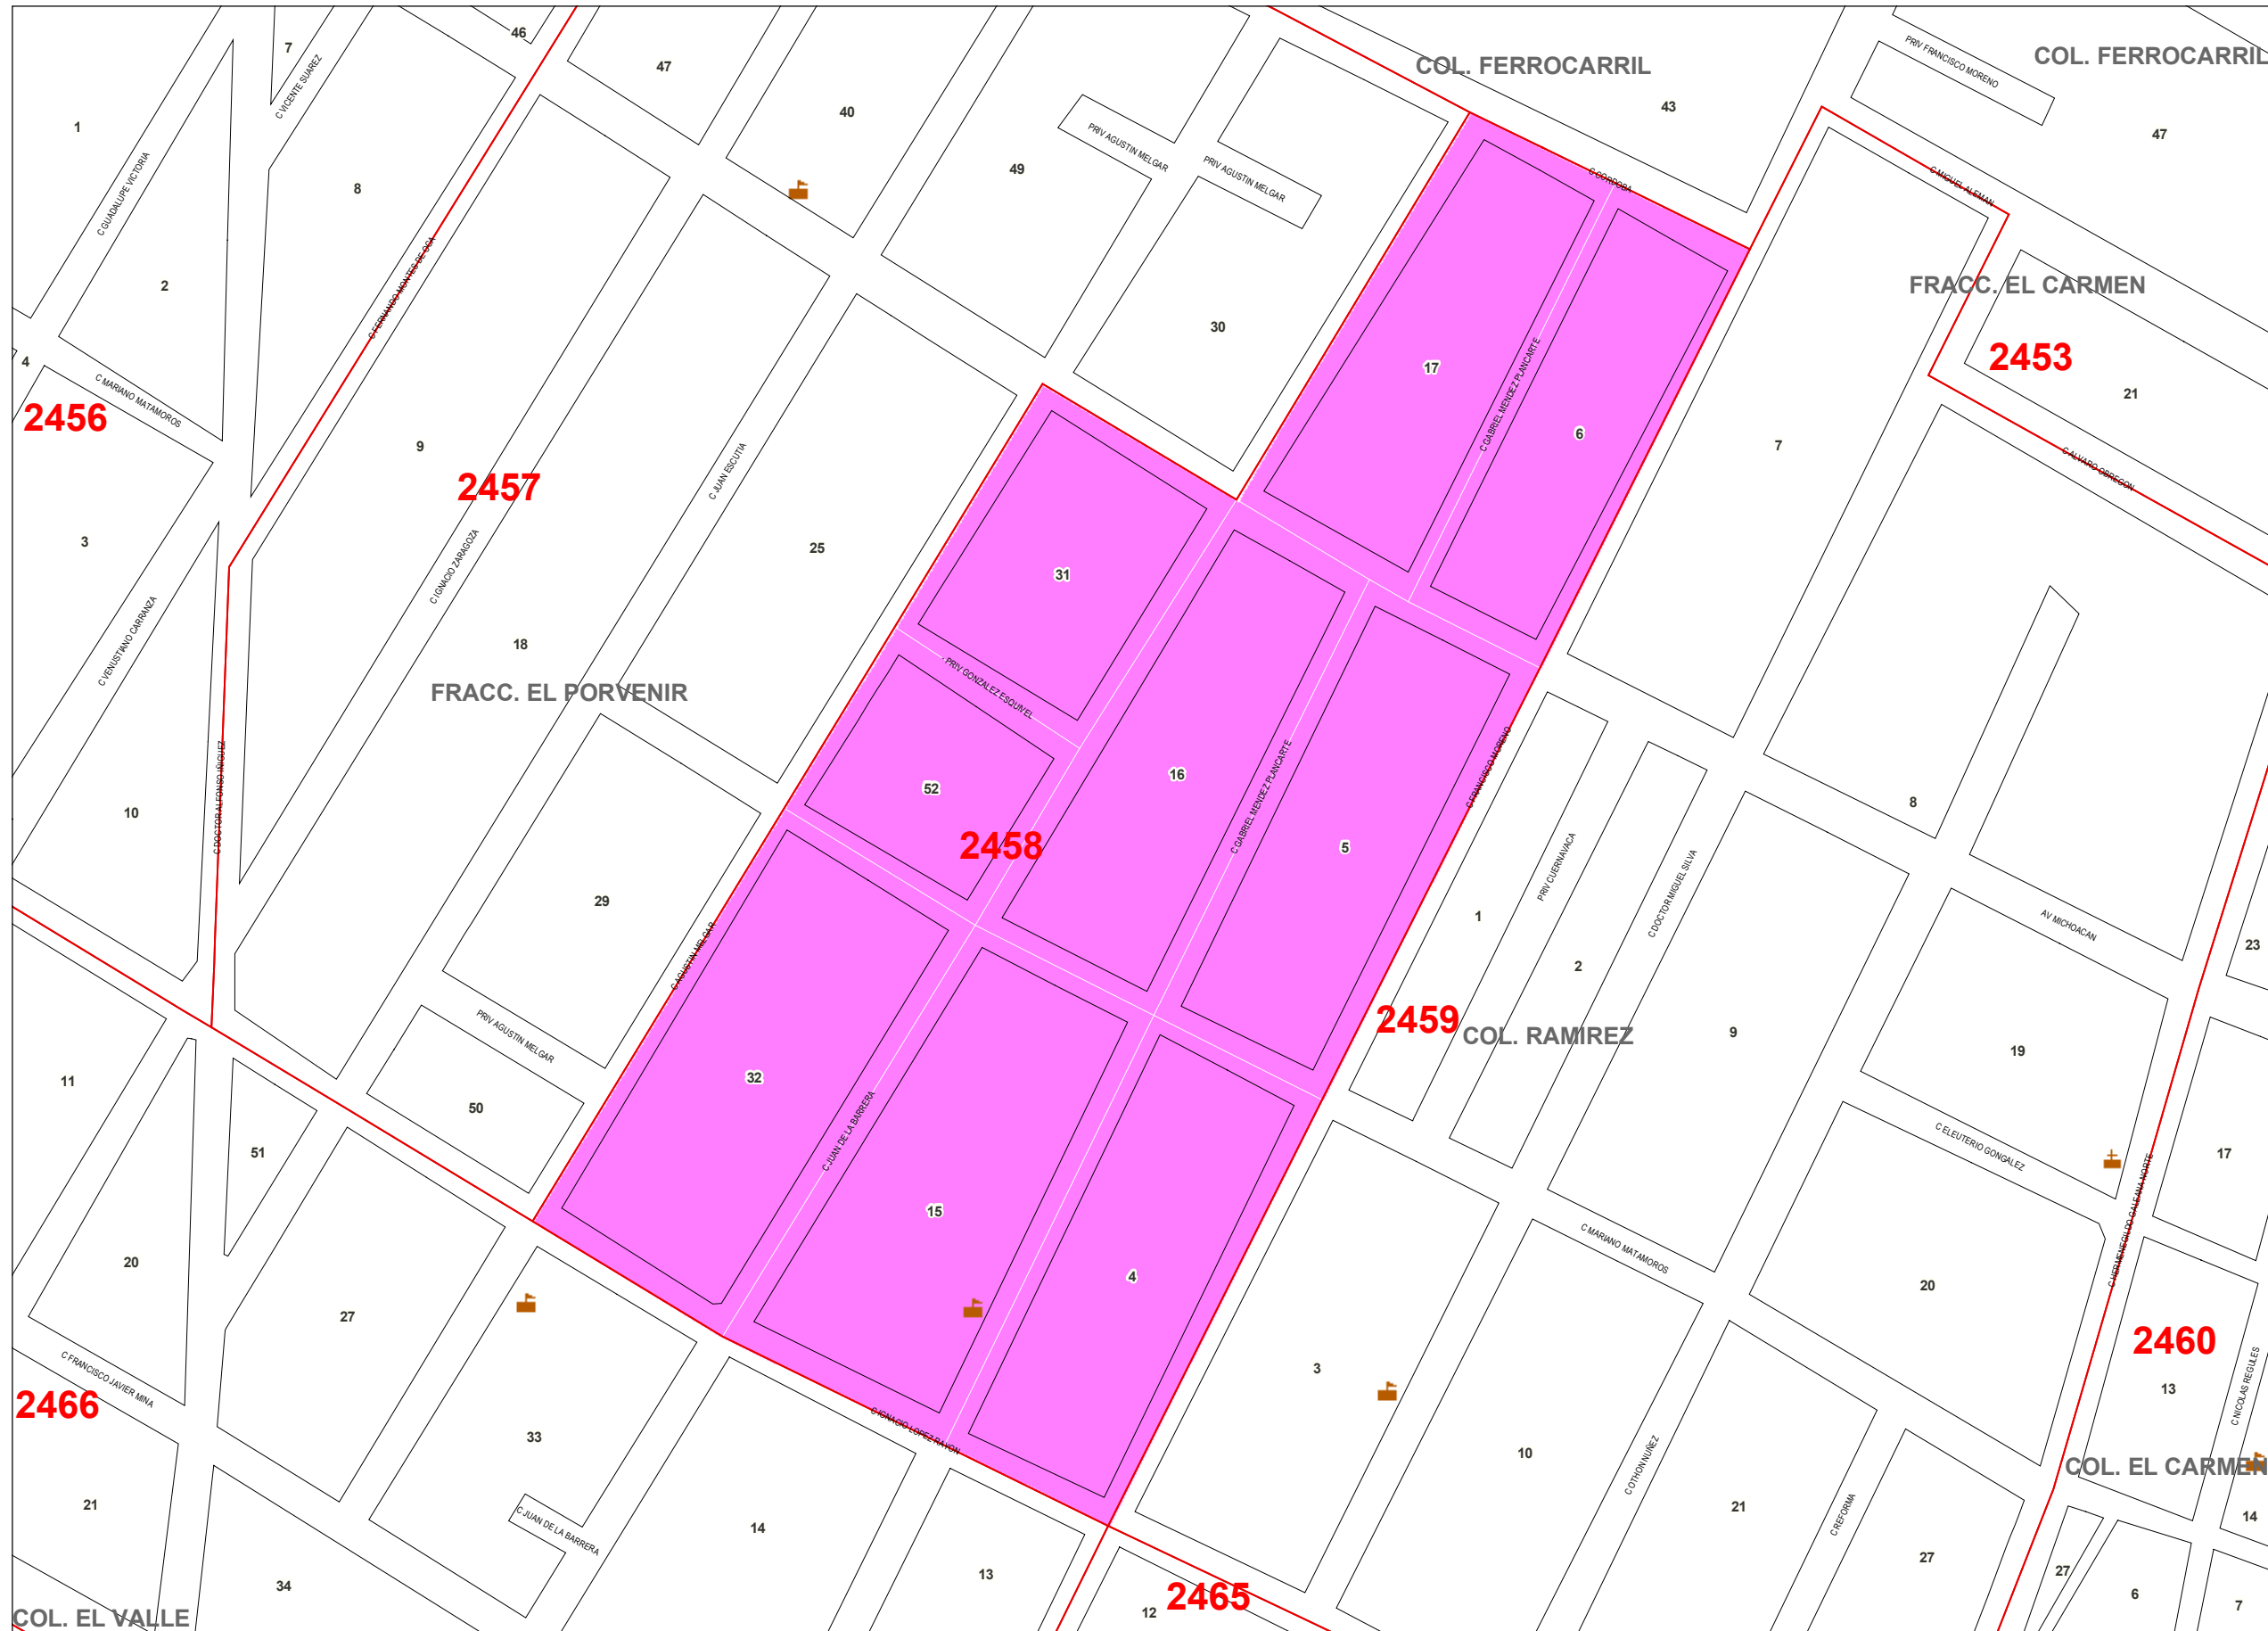 46
7
47
COL. FERROCARRIL
PRIV FRANCISCO MORENO
COL. FERROCARRIL
C VICENTE SUAREZ
1
40
43
47
PRIV AGUSTIN MELGAR
PRIV AGUSTIN MELGAR
49
C GUADALUPE VICTORIA
8
C CORDOBA
C MIGUEL ALEMAN
2
C FERNANDO MONTES DE OCA
FRACC. EL CARMEN
30
4
2453
17
C GABRIEL MENDEZ PLANCARTE
21
C MARIANO MATAMOROS
2456
9
6
7
2457
C JUAN ESCUTIA
C ALVARO OBREGON
3
25
C IGNACIO ZARAGOZA
31
C VENUSTIANO CARRANZA
18
FRACC. EL PORVENIR
PRIV GONZALEZ ESQUIVEL
C DOCTOR ALFONSO IÑIGUEZ
10
52
16
C GABRIEL MENDEZ PLANCARTE
C FRANCISCO MORENO
8
2458
5
PRIV CUERNAVACA
C DOCTOR MIGUEL SILVA
29
1
AV MICHOACAN
23
C AGUSTIN MELGAR
2
2459
COL. RAMIREZ
9
19
PRIV AGUSTIN MELGAR
11
32
50
C JUAN DE LA BARRERA
C ELEUTERIO GONGALEZ
51
17
15
C HERMENEGILDO GALEANA NORTE
20
4
C MARIANO MATAMOROS
20
27
2460
3
C FRANCISCO JAVIER MINA
2466
13
C NICOLAS REGULES
33
C IGNACIO LOPEZ RAYON
10
C OTHON NUÑEZ
COL. EL CARMEN
21
C JUAN DE LA BARRERA
14
21
C REFORMA
14
27
34
13
27
6
7
12
2465
COL. EL VALLE